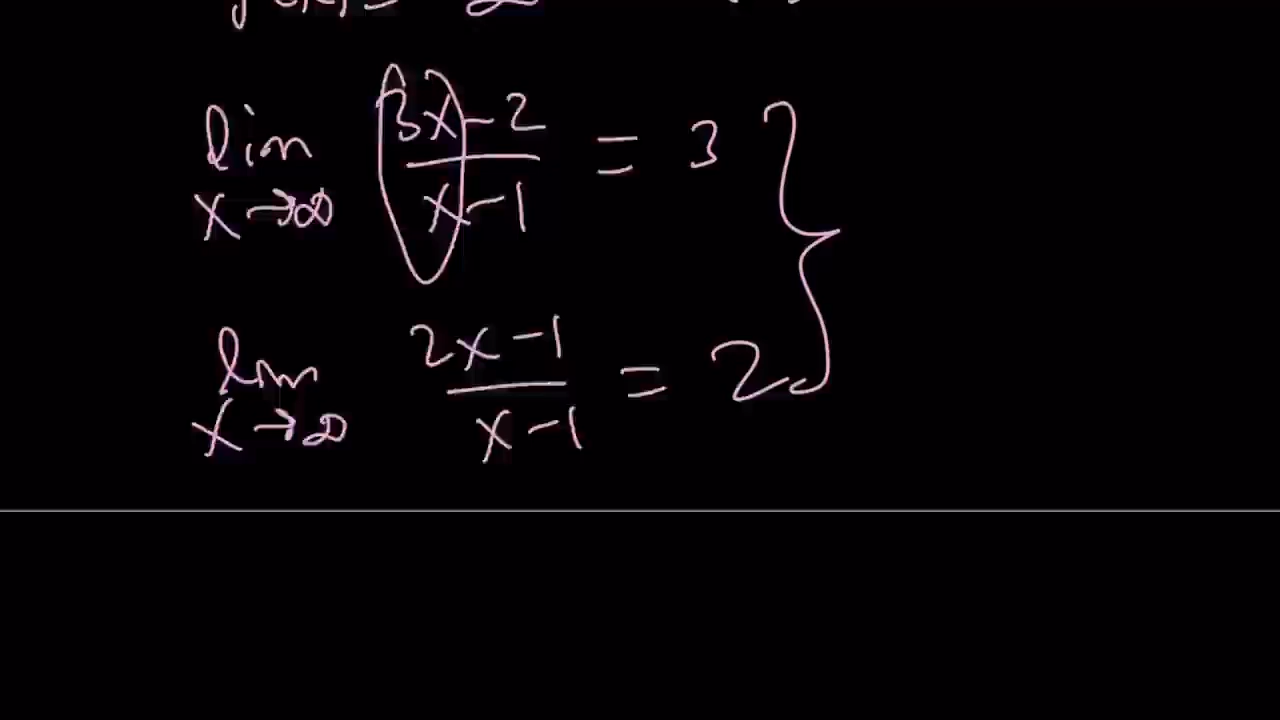 lim 3x-2 = 3
x→∞ x-1
lim 2x-1 = 2
x→∞ x-1